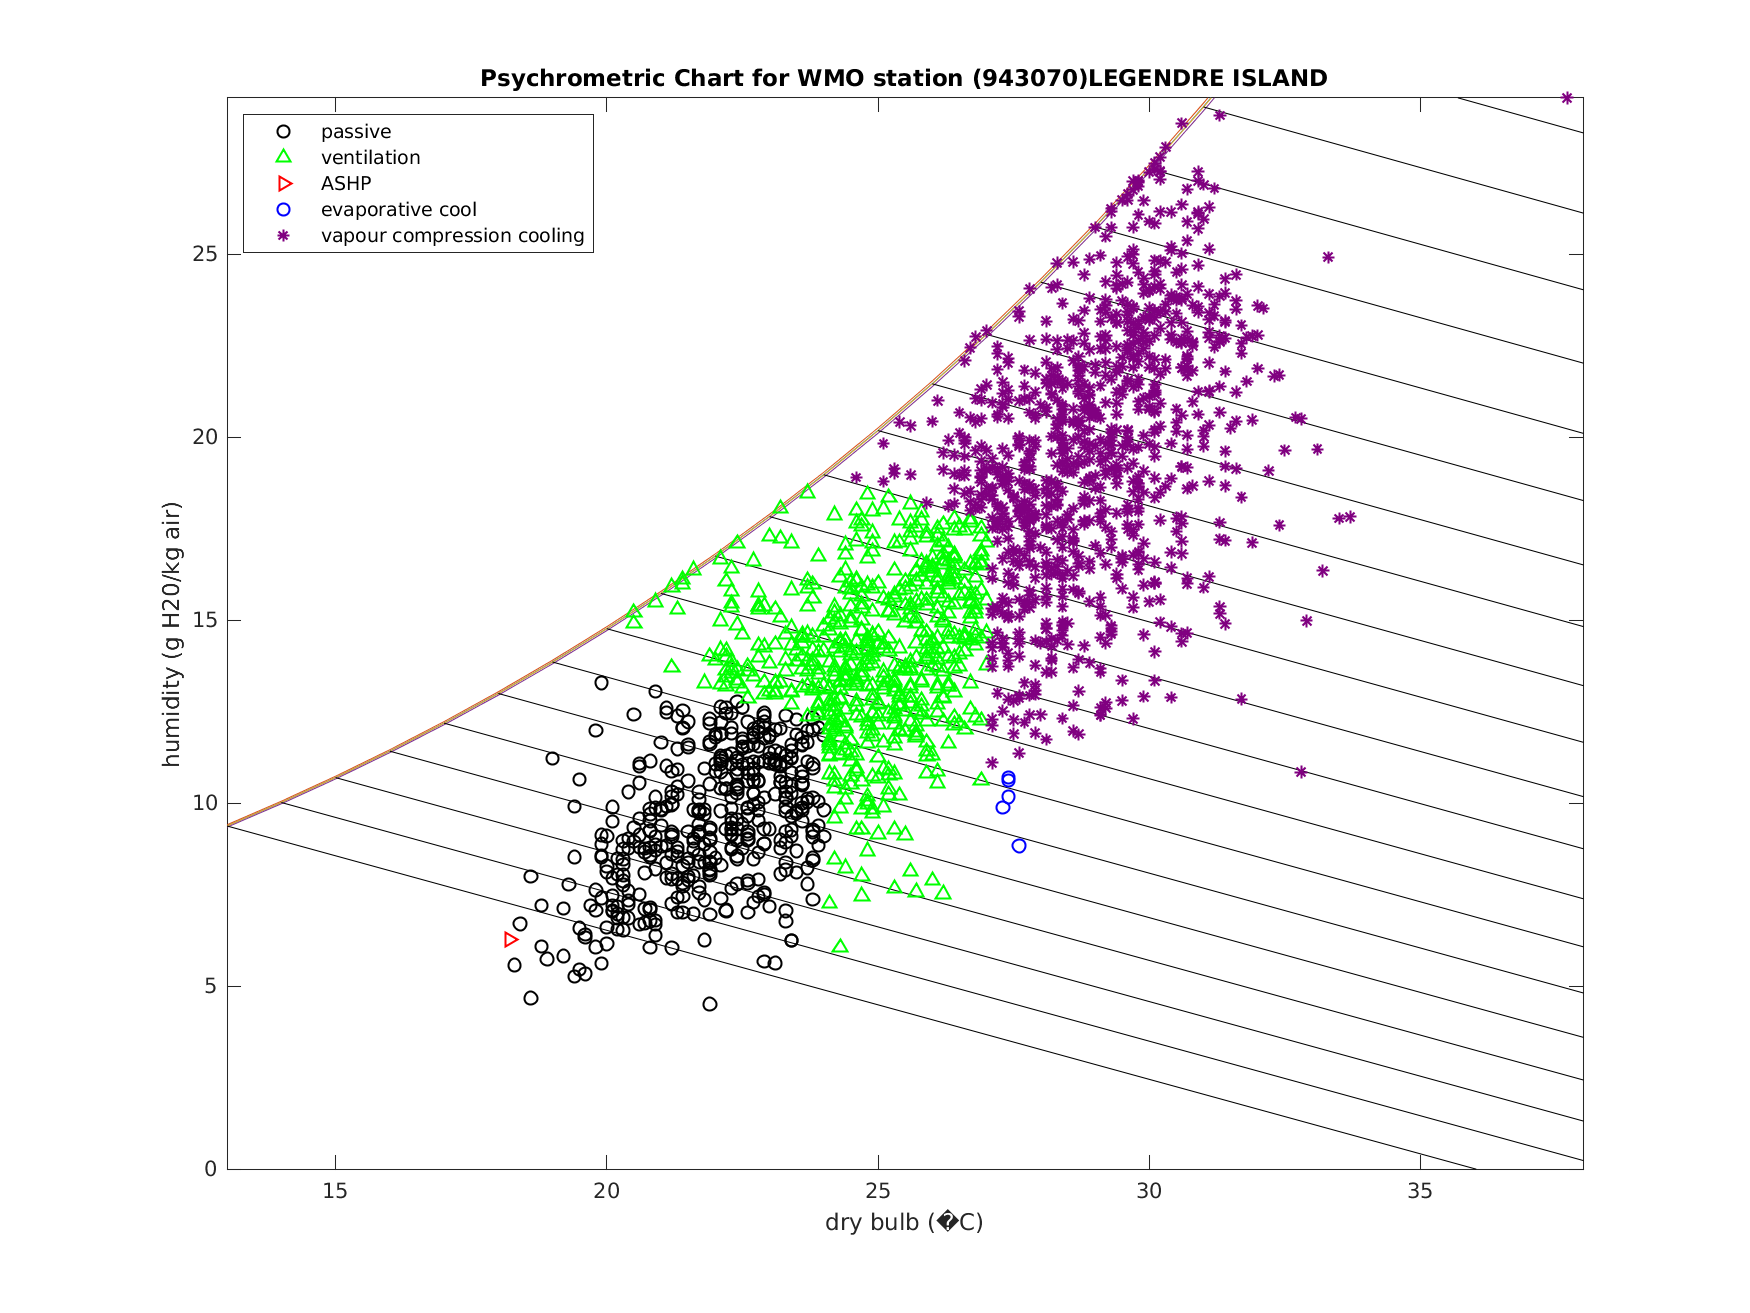 Psychrometric Chart for WMO station (943070)LEGENDRE ISLAND
passive
ventilation
ASHP
evaporative cool
vapour compression cooling
25
20
15
10
5
0
humidity (g H20/kg air)
15 20 25 30 35
dry bulb (�C)